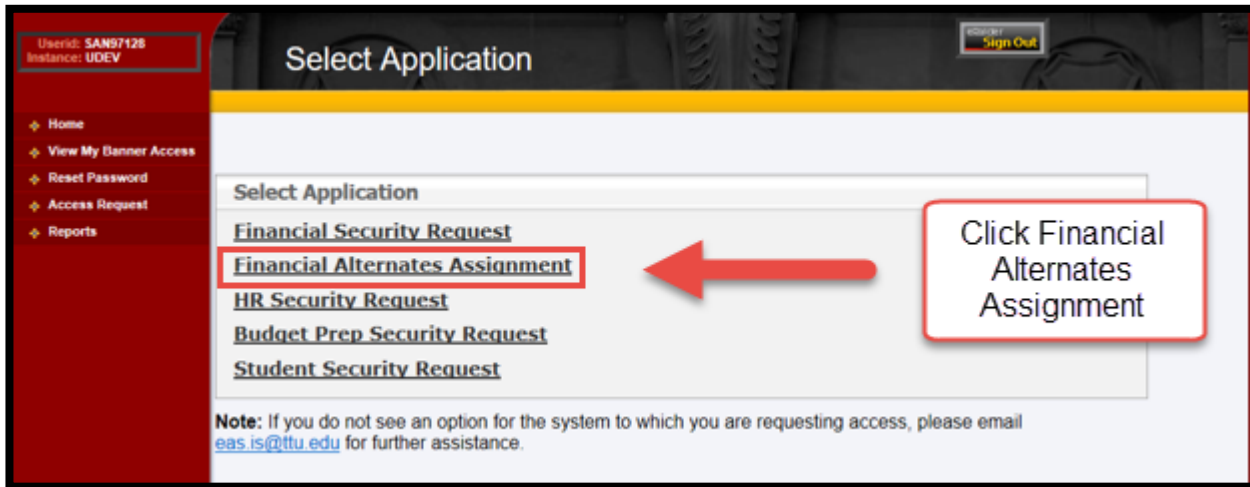 Userid: SAN97128
Instance: UDEV
Select Application
Sign Out
Home
View My Banner Access
Reset Password
Access Request
Reports
Select Application
Financial Security Request
Financial Alternates Assignment
HR Security Request
Budget Prep Security Request
Student Security Request
Click Financial
Alternates
Assignment
Note: If you do not see an option for the system to which you are requesting access, please email
eas.is@ttu.edu for further assistance.